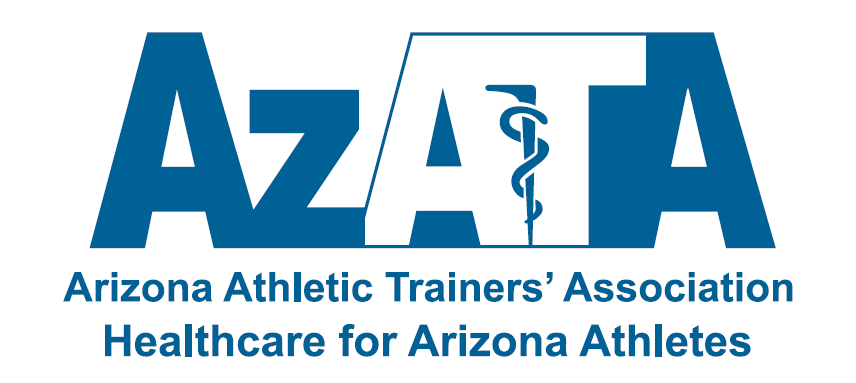 AzATA
Arizona Athletic Trainers’ Association
Healthcare for Arizona Athletes